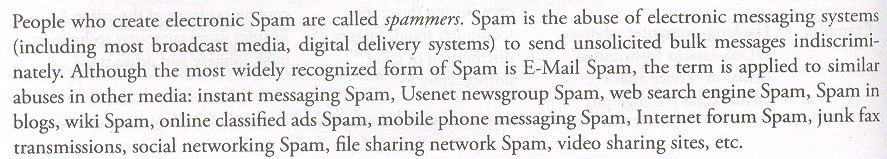 People who create electronic Spam are called spammers. Spam is the abuse of electronic messaging systems
(including most broadcast media, digital delivery systems) to send unsolicited bulk messages indiscrimi-
nately. Although the most widely recognized form of Spam is E-Mail Spam, the term is applied to similar
abuses in other media: instant messaging Spam, Usenet newsgroup Spam, web search engine Spam, Spam in
blogs, wiki Spam, online classified ads Spam, mobile phone messaging Spam, Internet forum Spam, junk fax
transmissions, social networking Spam, file sharing network Spam, video sharing sites, etc.